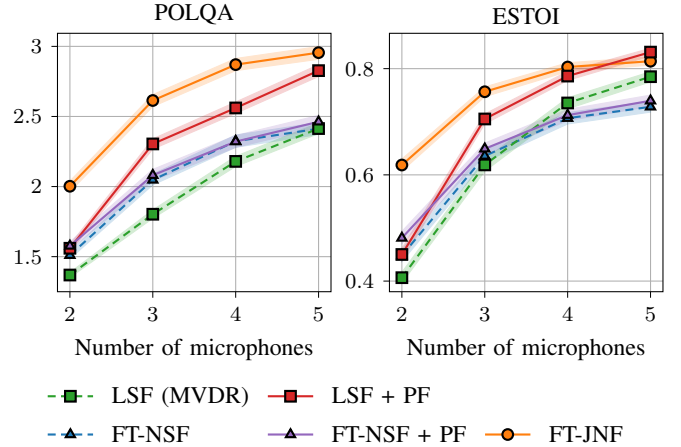 POLQA
ESTOI
3
2.5
2
1.5
0.8
0.6
0.4
2 3 4 5
2 3 4 5
Number of microphones
Number of microphones
LSF (MVDR)
LSF + PF
FT-NSF
FT-NSF + PF
FT-JNF